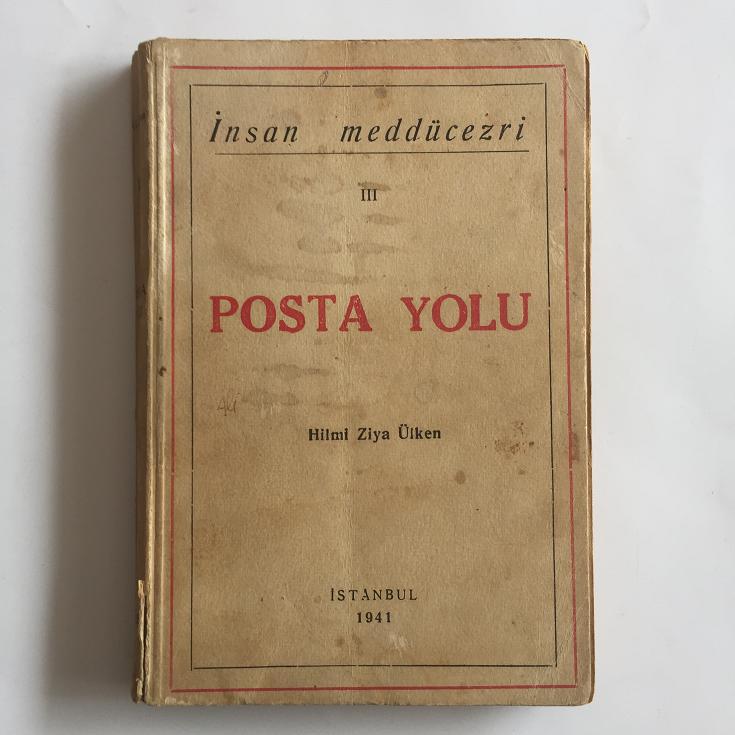 İnsan meddücezri
III
POSTA YOLU
Hilmi Ziya Ülken
İSTANBUL
1941